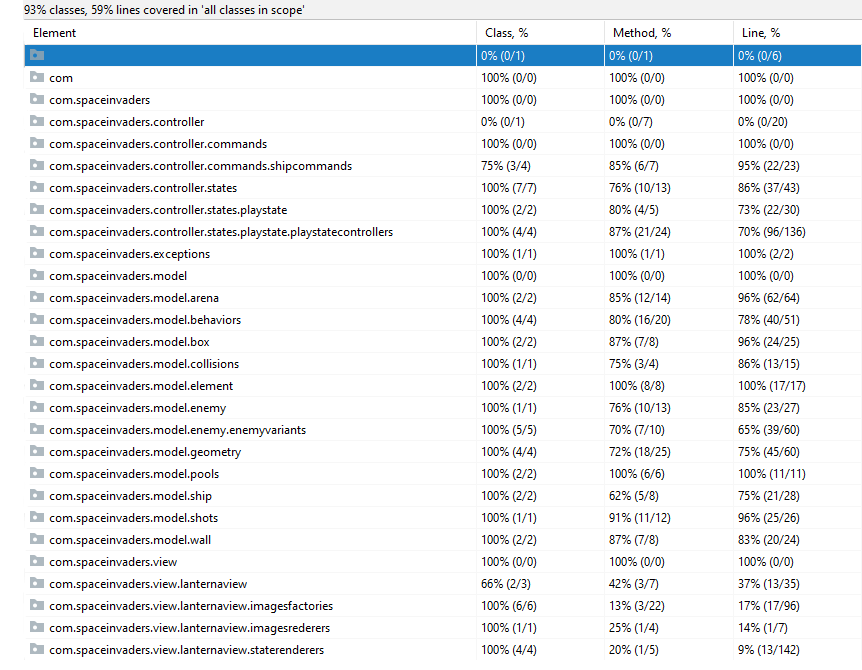 93% classes, 59% lines covered in 'all classes in scope'
Element Class, % Method, % Line, %
0% (0/1) 0% (0/1) 0% (0/6)
com 100% (0/0) 100% (0/0) 100% (0/0)
com.spaceinvaders 100% (0/0) 100% (0/0) 100% (0/0)
com.spaceinvaders.controller 0% (0/1) 0% (0/7) 0% (0/20)
com.spaceinvaders.controller.commands 100% (0/0) 100% (0/0) 100% (0/0)
com.spaceinvaders.controller.commands.shipcommands 75% (3/4) 85% (6/7) 95% (22/23)
com.spaceinvaders.controller.states 100% (7/7) 76% (10/13) 86% (37/43)
com.spaceinvaders.controller.states.playstate 100% (2/2) 80% (4/5) 73% (22/30)
com.spaceinvaders.controller.states.playstate.playstatecontrollers 100% (4/4) 87% (21/24) 70% (96/136)
com.spaceinvaders.exceptions 100% (1/1) 100% (1/1) 100% (2/2)
com.spaceinvaders.model 100% (0/0) 100% (0/0) 100% (0/0)
com.spaceinvaders.model.arena 100% (2/2) 85% (12/14) 96% (62/64)
com.spaceinvaders.model.behaviors 100% (4/4) 80% (16/20) 78% (40/51)
com.spaceinvaders.model.box 100% (2/2) 87% (7/8) 96% (24/25)
com.spaceinvaders.model.collisions 100% (1/1) 75% (3/4) 86% (13/15)
com.spaceinvaders.model.element 100% (2/2) 100% (8/8) 100% (17/17)
com.spaceinvaders.model.enemy 100% (1/1) 76% (10/13) 85% (23/27)
com.spaceinvaders.model.enemy.enemyvariants 100% (5/5) 70% (7/10) 65% (39/60)
com.spaceinvaders.model.geometry 100% (4/4) 72% (18/25) 75% (45/60)
com.spaceinvaders.model.pools 100% (2/2) 100% (6/6) 100% (11/11)
com.spaceinvaders.model.ship 100% (2/2) 62% (5/8) 75% (21/28)
com.spaceinvaders.model.shots 100% (1/1) 91% (11/12) 96% (25/26)
com.spaceinvaders.model.wall 100% (2/2) 87% (7/8) 83% (20/24)
com.spaceinvaders.view 100% (0/0) 100% (0/0) 100% (0/0)
com.spaceinvaders.view.lanternaview 66% (2/3) 42% (3/7) 37% (13/35)
com.spaceinvaders.view.lanternaview.imagesfactories 100% (6/6) 13% (3/22) 17% (17/96)
com.spaceinvaders.view.lanternaview.imagesrederers 100% (1/1) 25% (1/4) 14% (1/7)
com.spaceinvaders.view.lanternaview.staterenderers 100% (4/4) 20% (1/5) 9% (13/142)